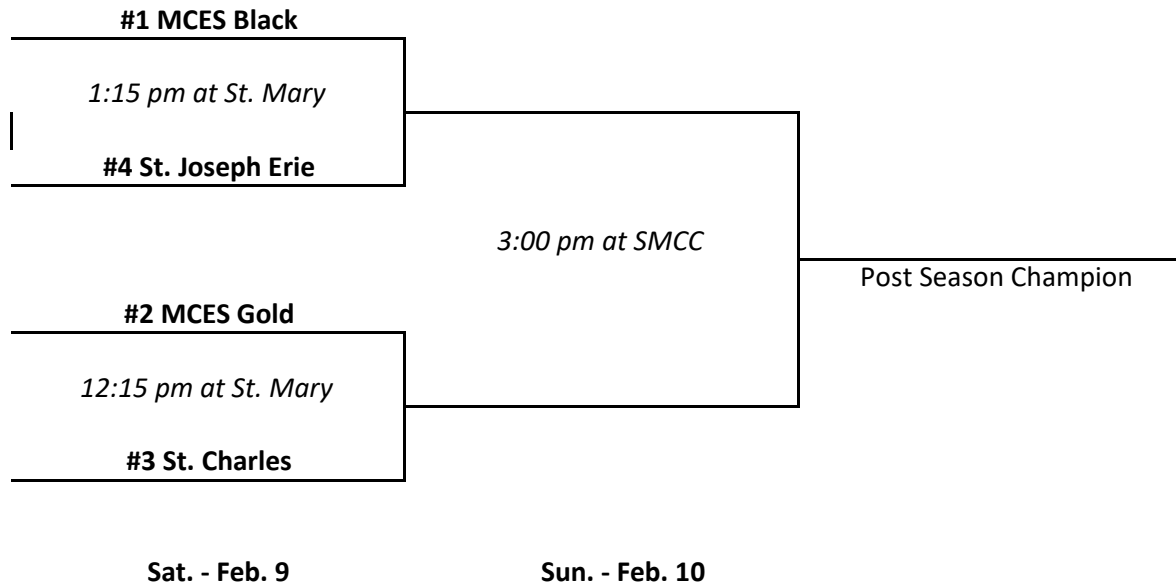 #1 MCES Black
1:15 pm at St. Mary
#4 St. Joseph Erie
3:00 pm at SMCC
Post Season Champion
#2 MCES Gold
12:15 pm at St. Mary
#3 St. Charles
Sat. - Feb. 9
Sun. - Feb. 10